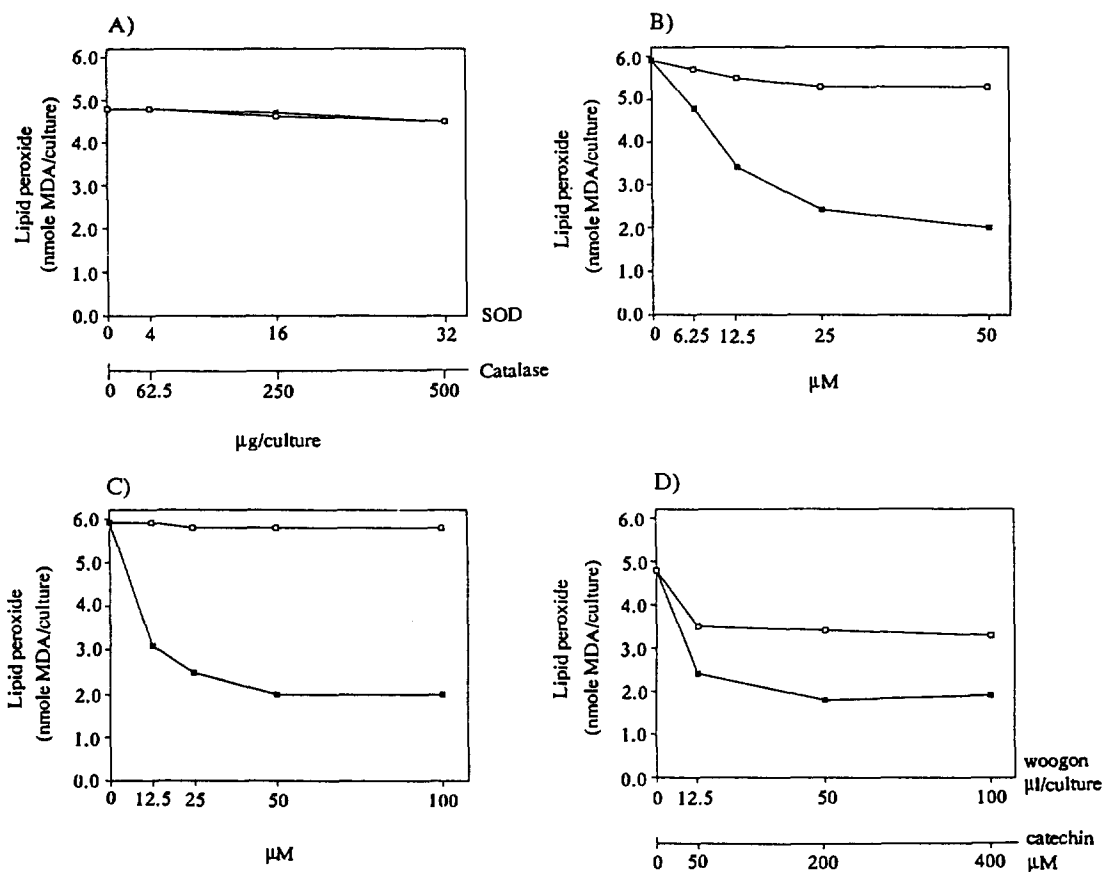 A)
Lipid peroxide
(nmole MDA/culture)
6.0
5.0
4.0
3.0
2.0
1.0
0.0
0 4 16 32 SOD
0 62.5 250 500 Catalase
μg/culture
B)
Lipid peroxide
(nmole MDA/culture)
6.0
5.0
4.0
3.0
2.0
1.0
0.0
0 6.25 12.5 25 50
μM
C)
Lipid peroxide
(nmole MDA/culture)
6.0
5.0
4.0
3.0
2.0
1.0
0.0
0 12.5 25 50 100
μM
D)
Lipid peroxide
(nmole MDA/culture)
6.0
5.0
4.0
3.0
2.0
1.0
0.0
0 12.5 50 100 woogon
μl/culture
0 50 200 400 catechin
μM